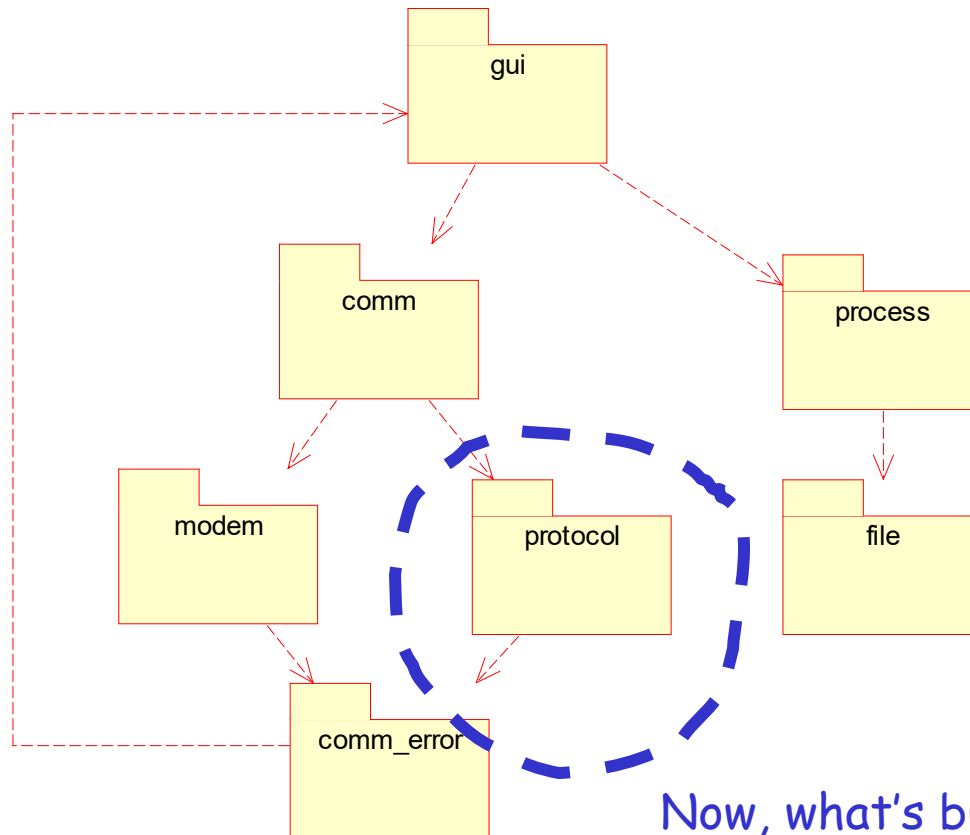 gui
comm
process
modem
protocol
file
comm_error
Now, what's